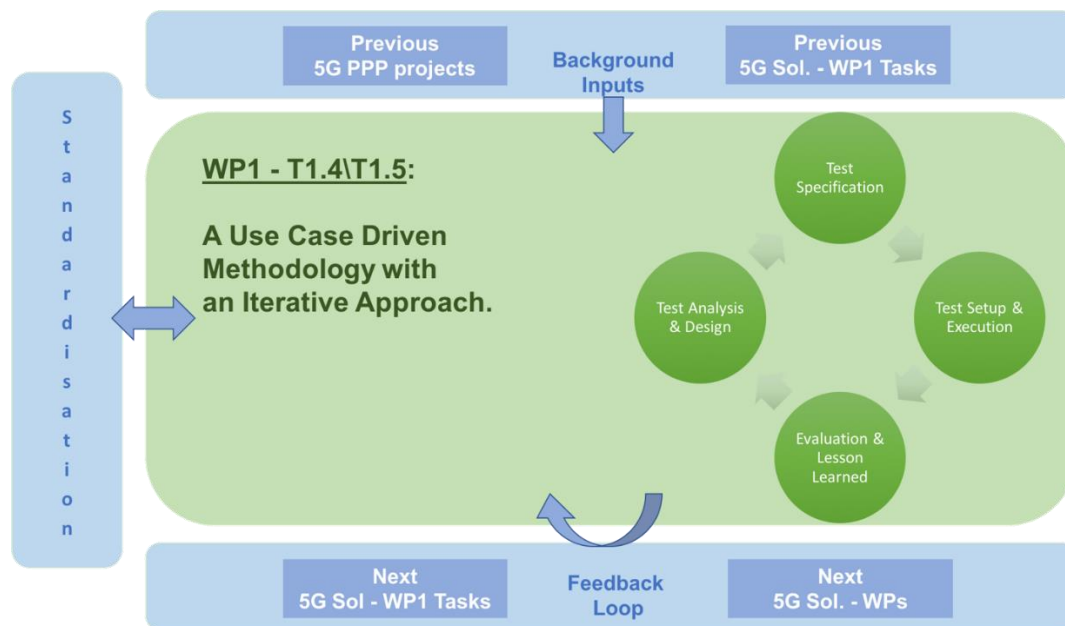 Previous
5G PPP projects
Background
Inputs
Previous
5G Sol. - WP1 Tasks
Standardisation
WP1 - T1.4\T1.5:
A Use Case Driven
Methodology with
an Iterative Approach.
Test
Specification
Test Analysis
& Design
Test Setup &
Execution
Evaluation &
Lesson
Learned
Next
5G Sol - WP1 Tasks
Feedback
Loop
Next
5G Sol. - WPs